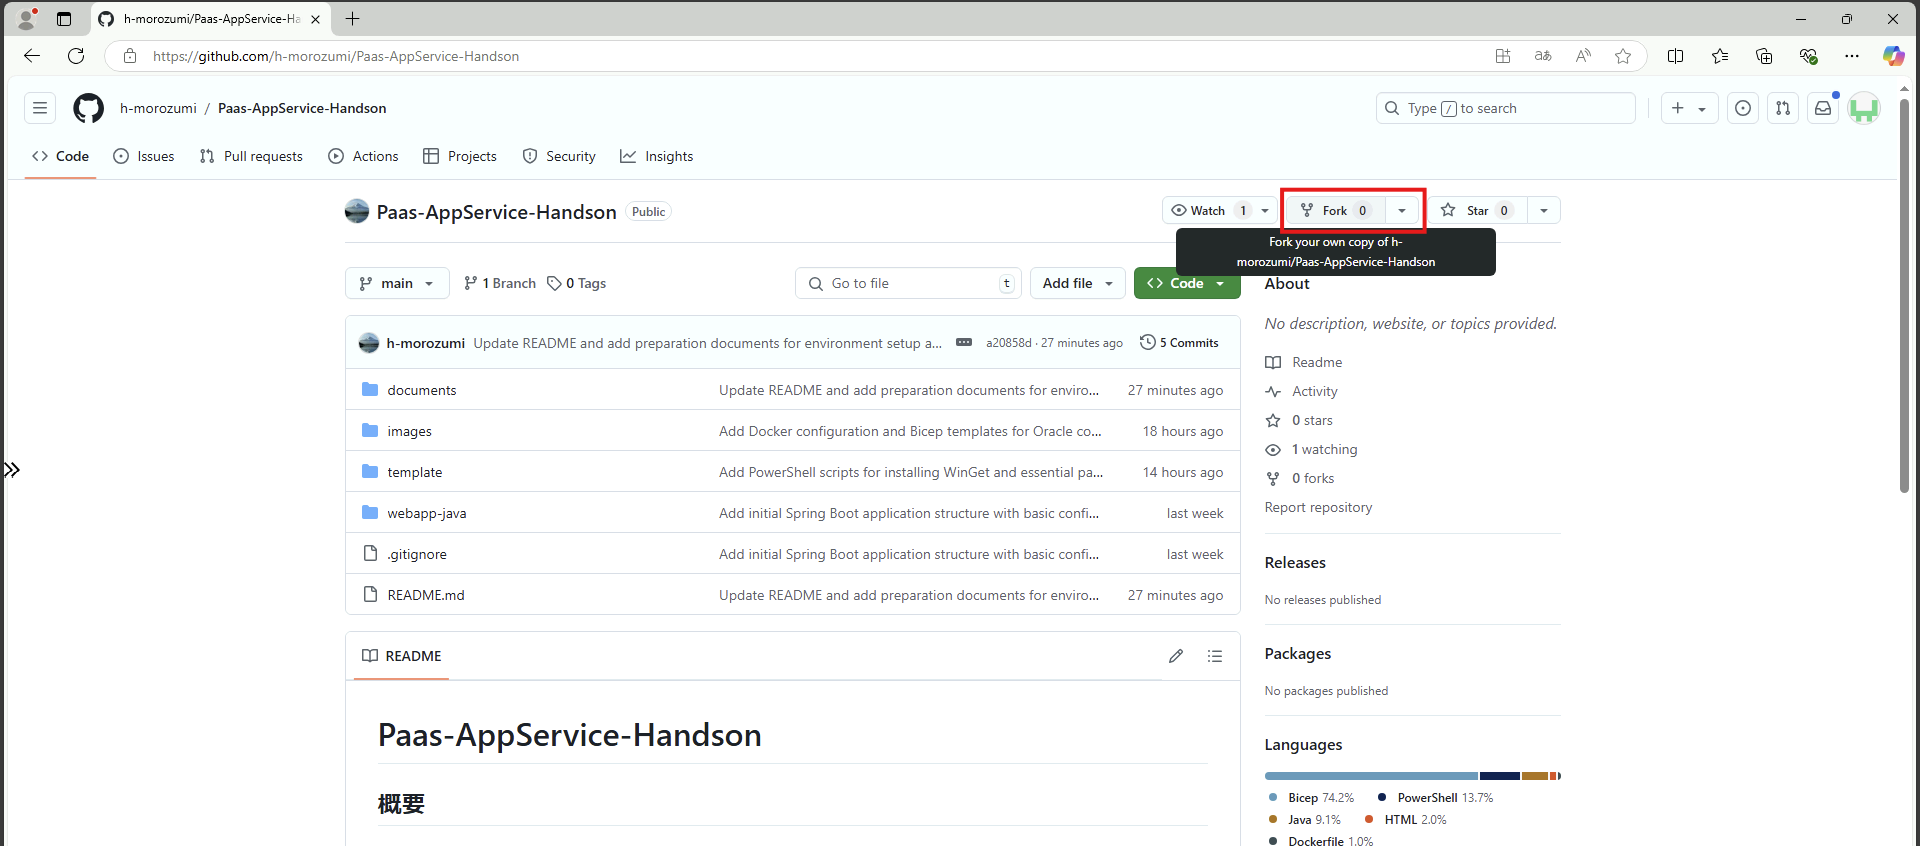 h-morozumi/Paas-AppService-Ha
https://github.com/h-morozumi/Paas-AppService-Handson
h-morozumi / Paas-AppService-Handson
Type / to search
Code Issues Pull requests Actions Projects Security Insights
Paas-AppService-Handson Public
Watch 1 Fork 0 Star 0
Fork your own copy of h-
morozumi/Paas-AppService-Handson
main 1 Branch 0 Tags Go to file t Add file Code
About
No description, website, or topics provided.
h-morozumi Update README and add preparation documents for environment setup a... a20858d · 27 minutes ago 5 Commits
documents Update README and add preparation documents for enviro... 27 minutes ago
images Add Docker configuration and Bicep templates for Oracle co... 18 hours ago
template Add PowerShell scripts for installing WinGet and essential pa... 14 hours ago
webapp-java Add initial Spring Boot application structure with basic confi... last week
.gitignore Add initial Spring Boot application structure with basic confi... last week
README.md Update README and add preparation documents for enviro... 27 minutes ago
Readme
Activity
0 stars
1 watching
0 forks
Report repository
Releases
No releases published
Packages
No packages published
Languages
Bicep 74.2% PowerShell 13.7%
Java 9.1% HTML 2.0%
Dockerfile 1.0%
README
Paas-AppService-Handson
概要